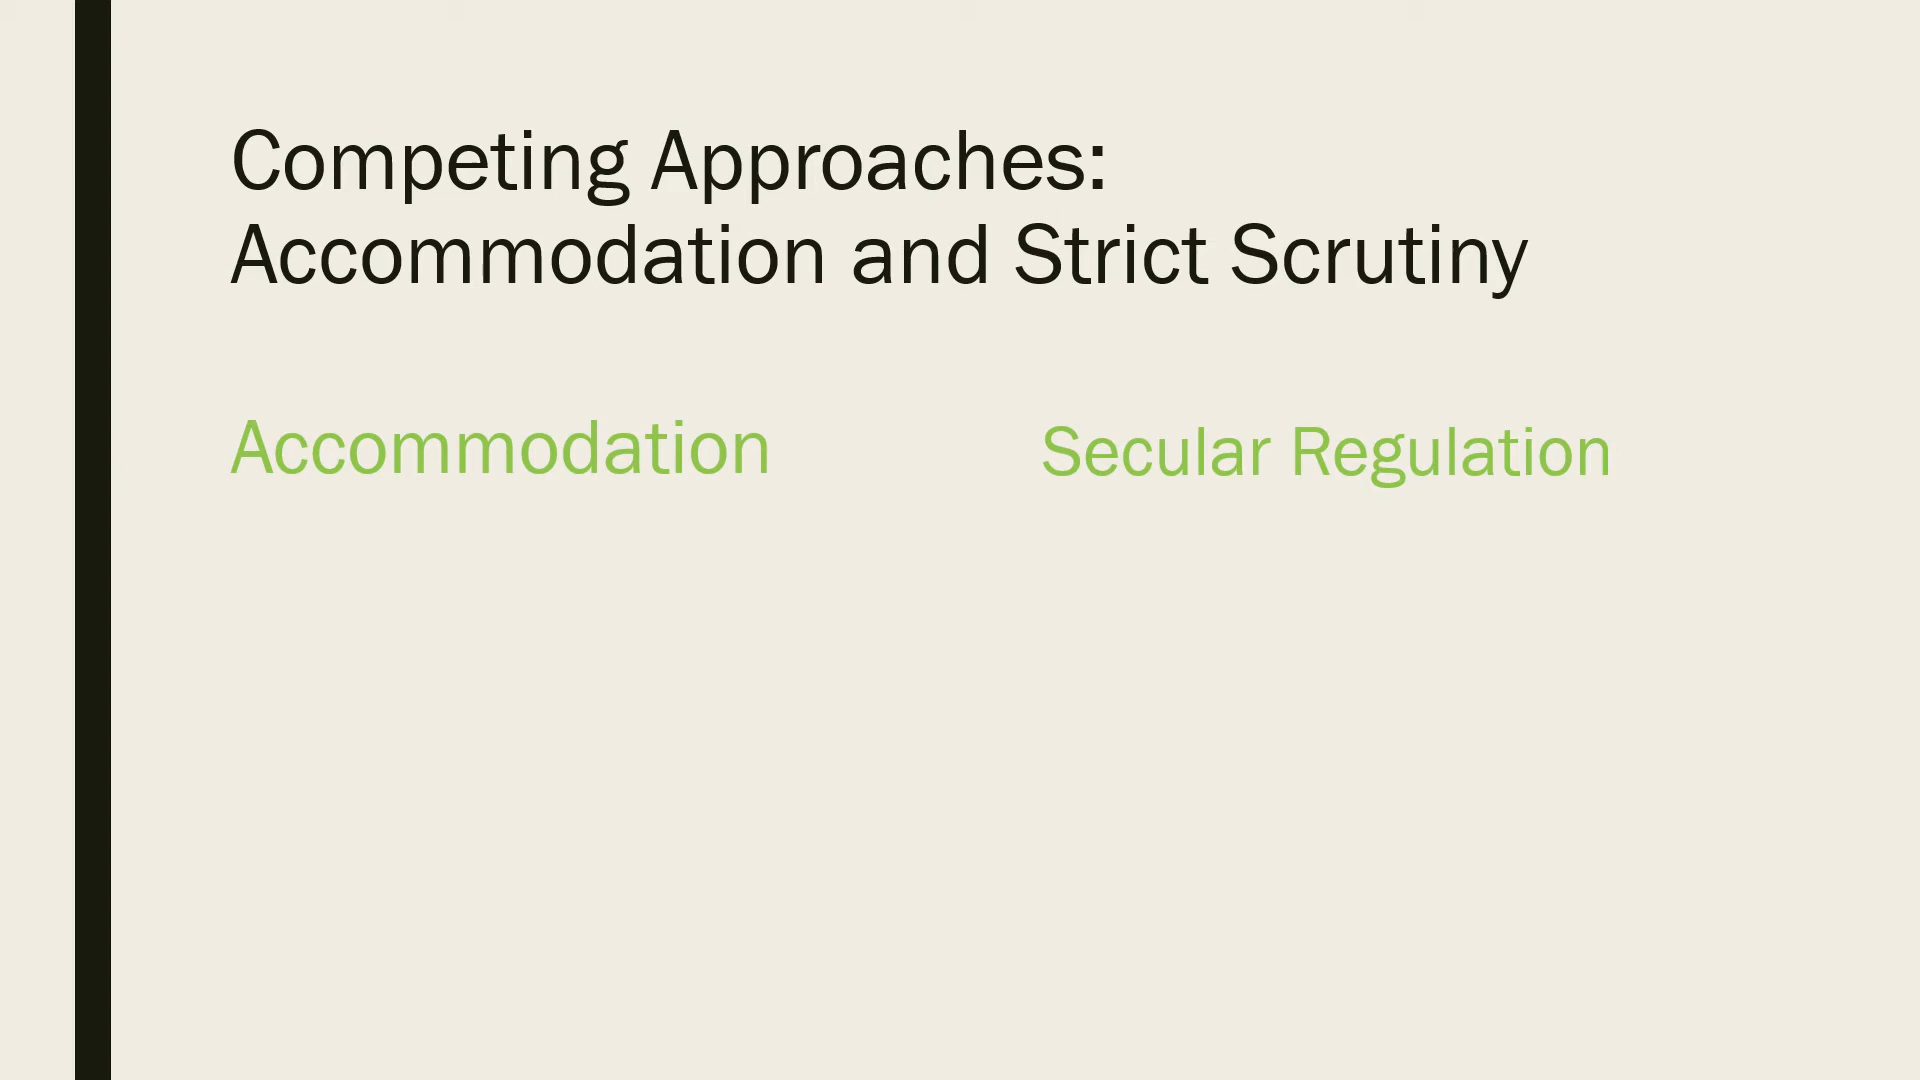 Competing Approaches:
Accommodation and Strict Scrutiny
Accommodation
Secular Regulation